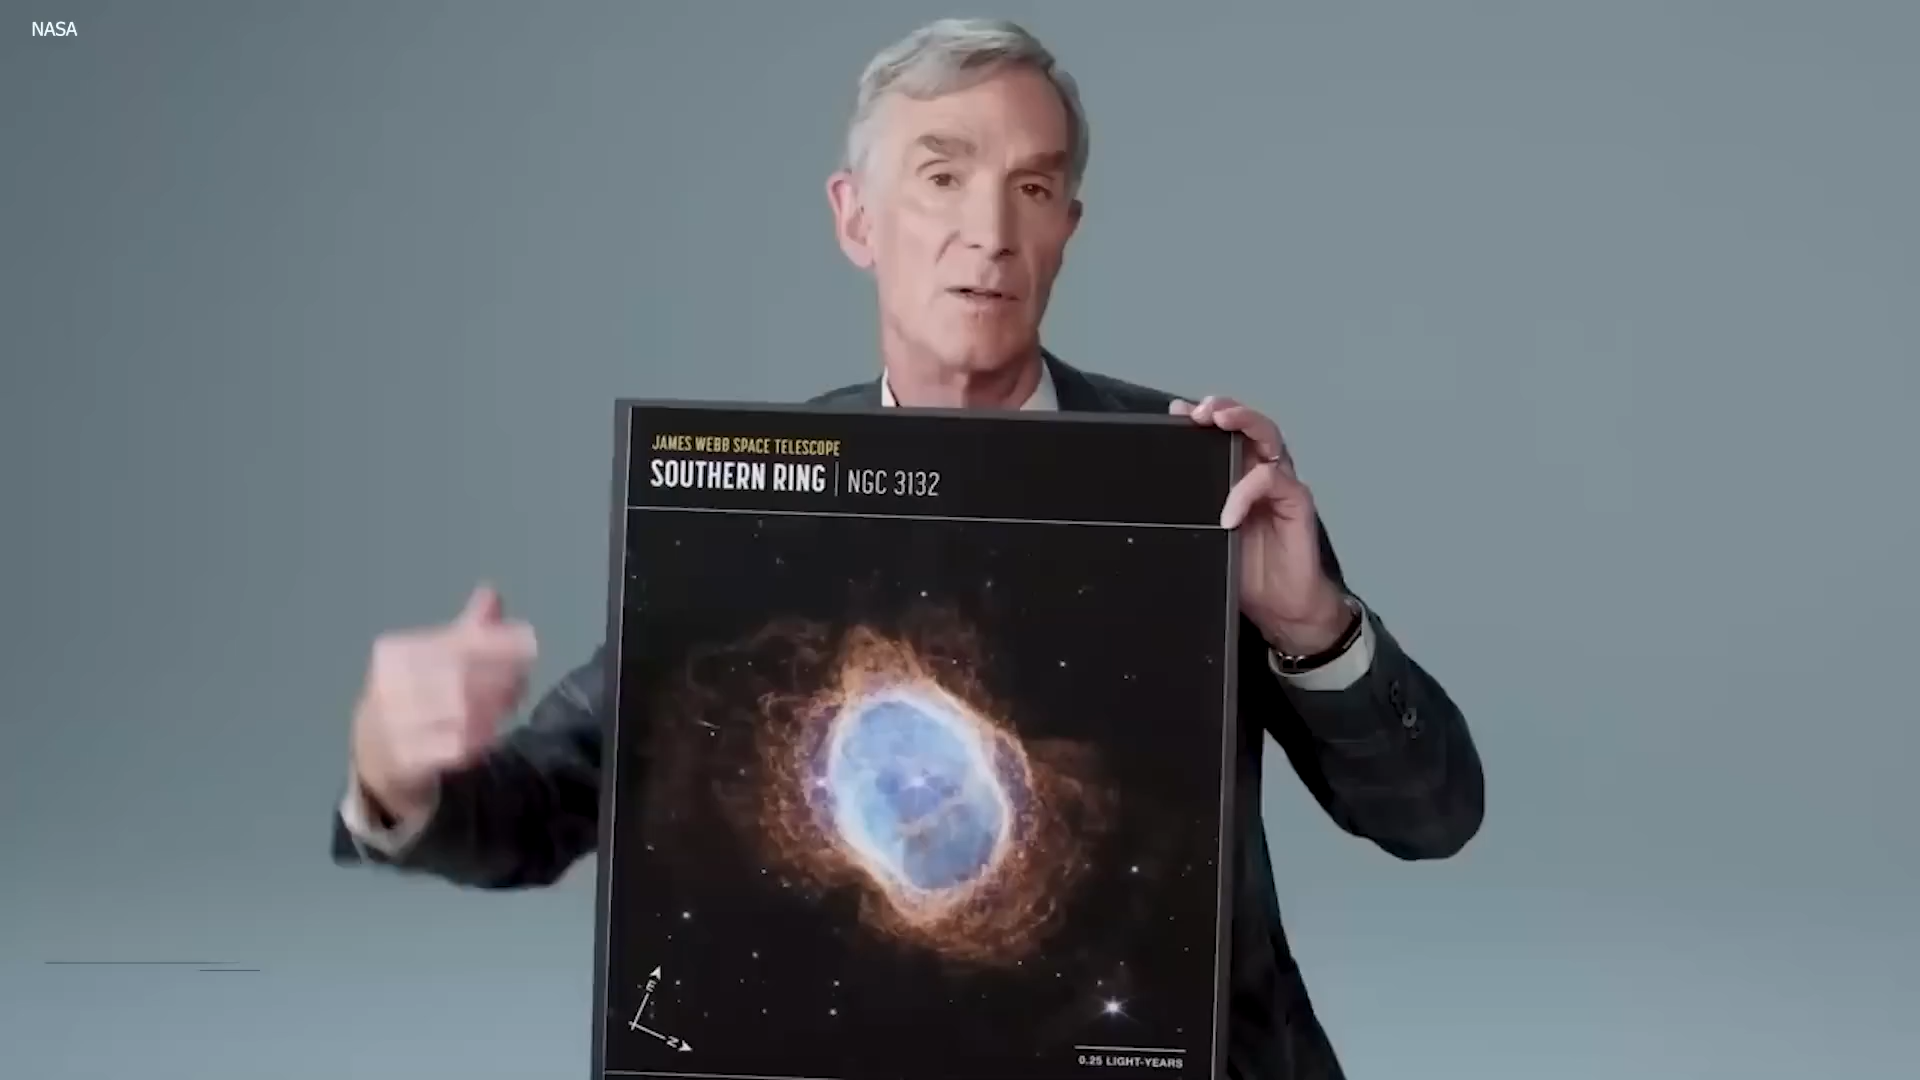 NASA
JAMES WEBB SPACE TELESCOPE
SOUTHERN RING | NGC 3132
E
N
0.25 LIGHT-YEARS